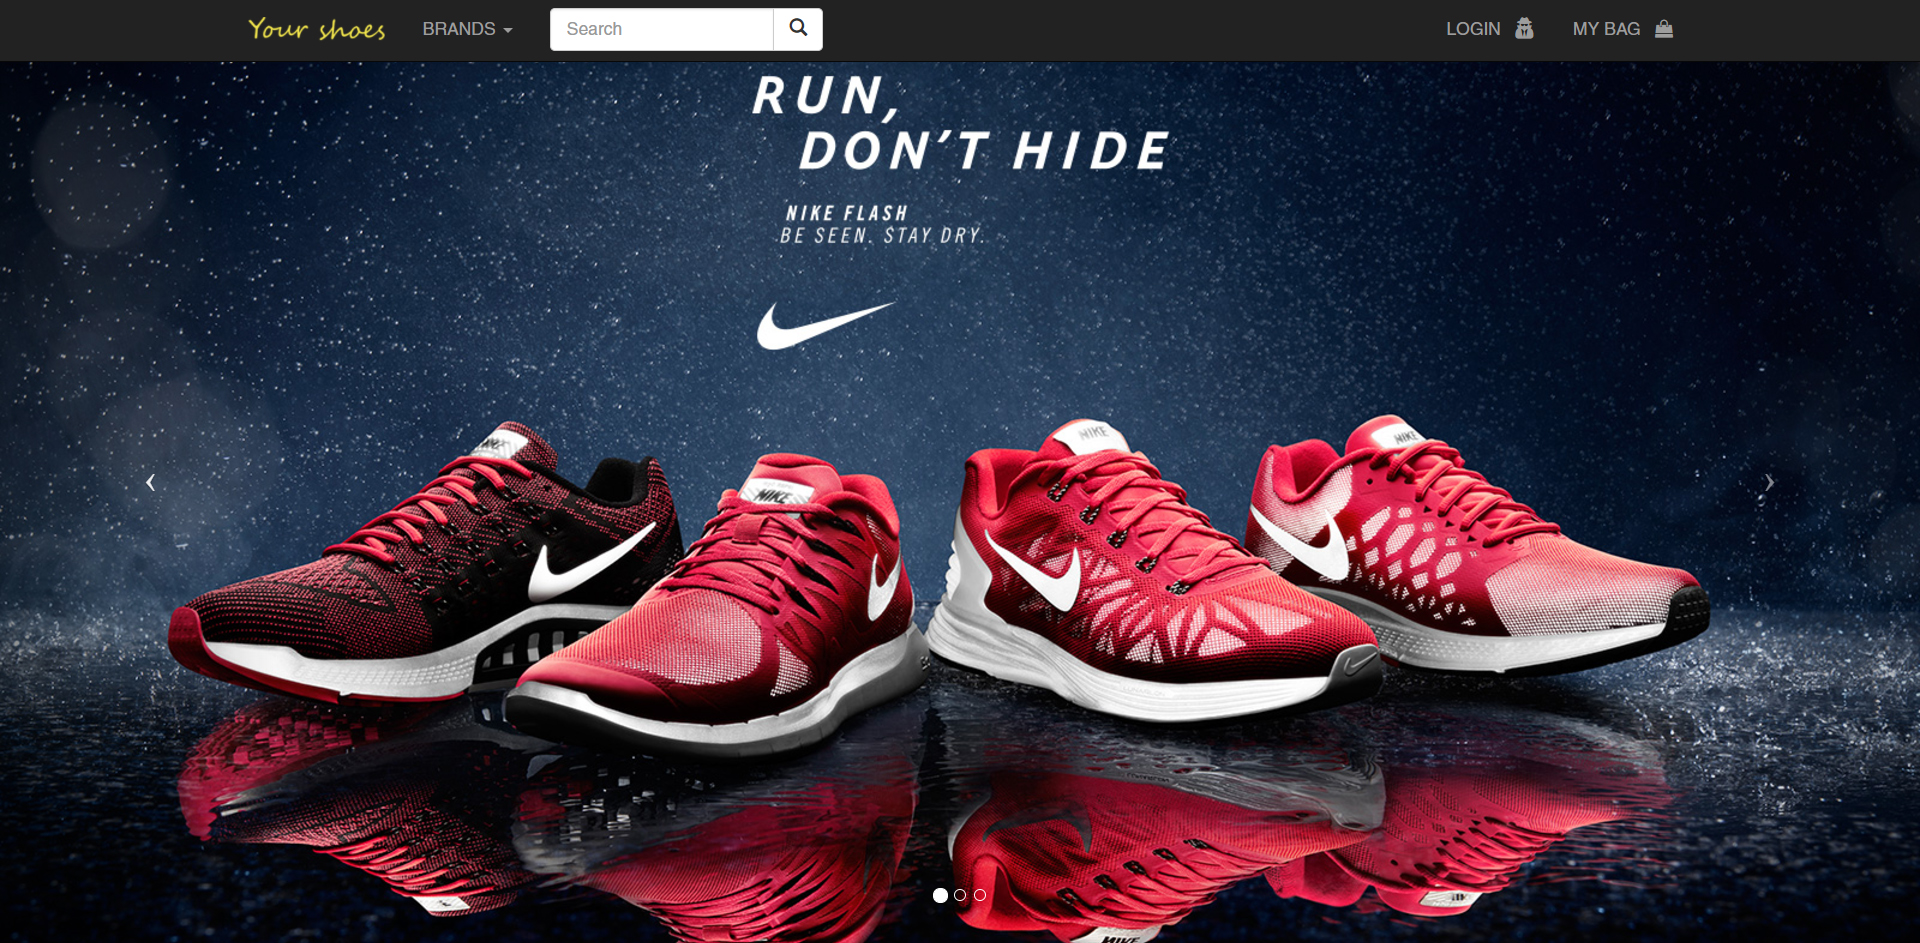 Your shoes
BRANDS
Search
LOGIN
MY BAG
RUN,
DON'T HIDE
NIKE FLASH
BE SEEN. STAY DRY.
NIKE
NIKE
NIKE
NIKE